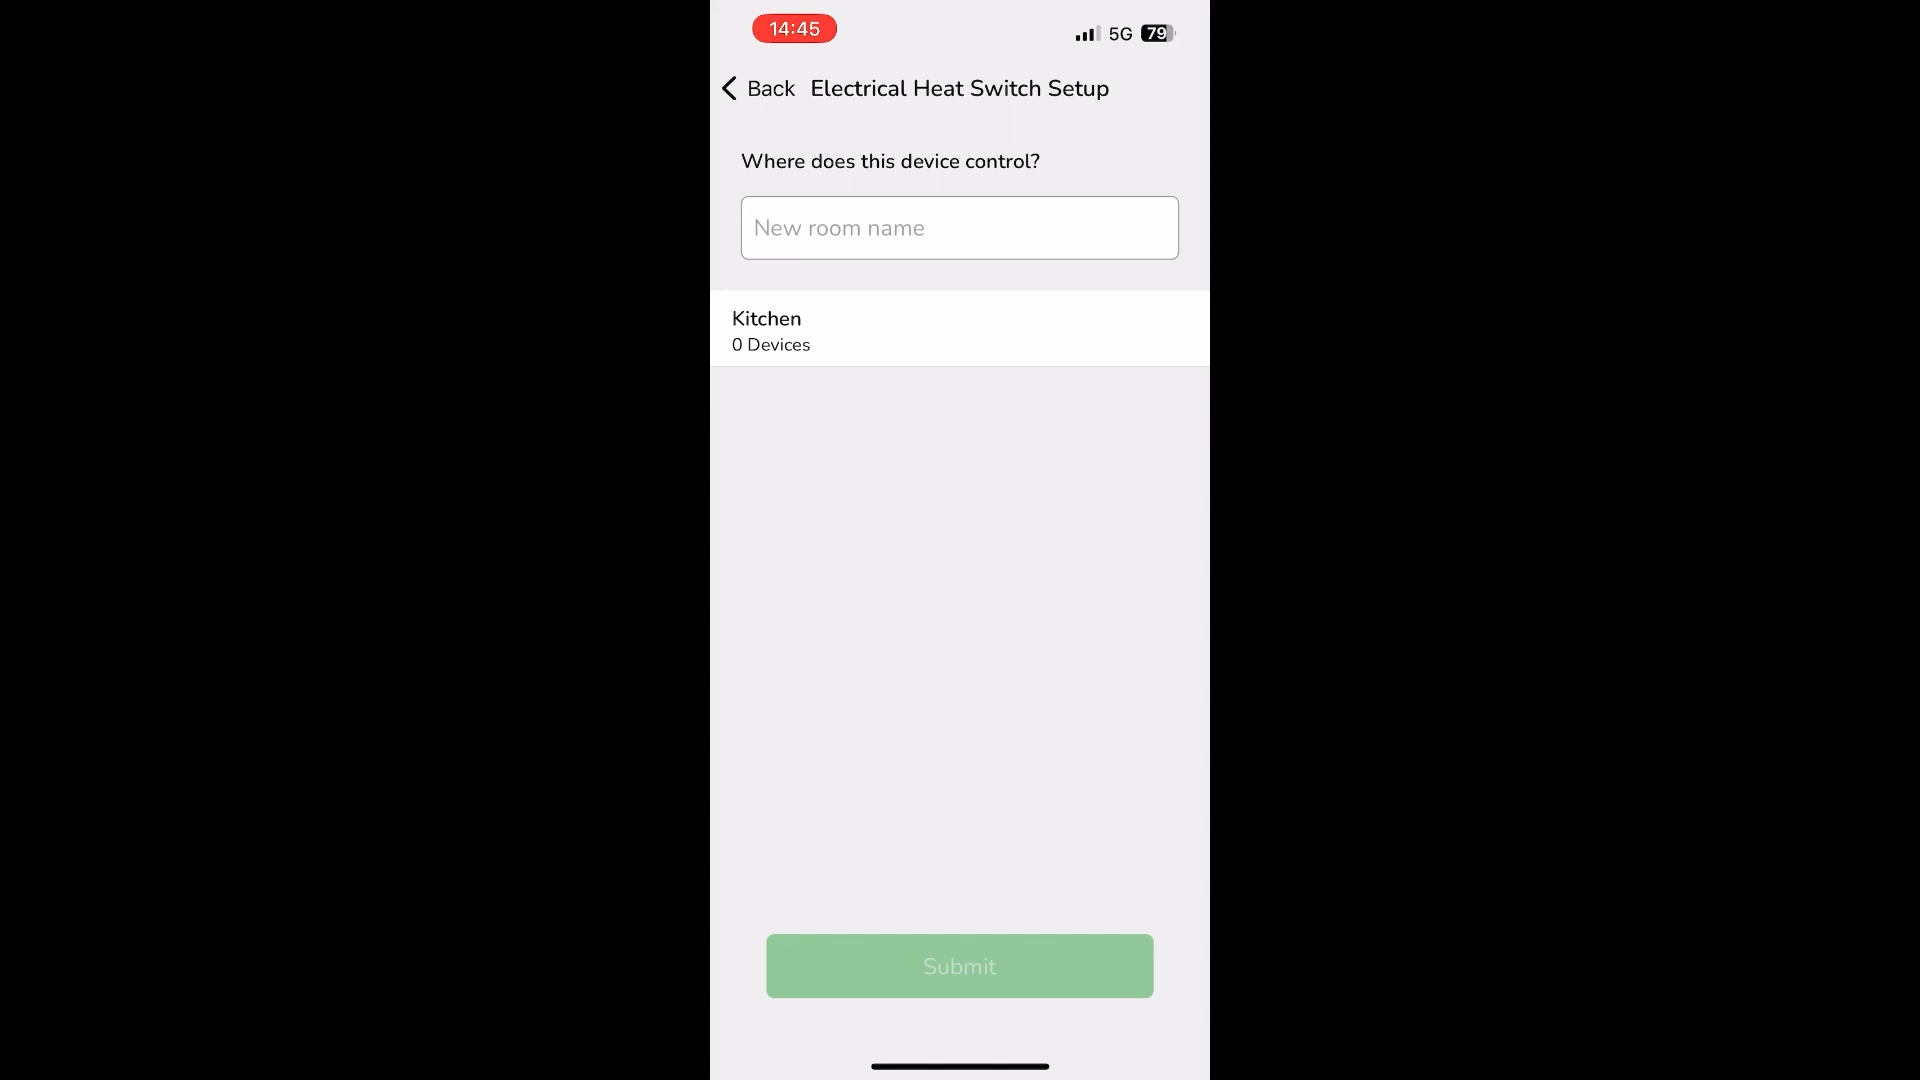 14:45
5G 79
Back Electrical Heat Switch Setup
Where does this device control?
New room name
Kitchen
0 Devices
Submit